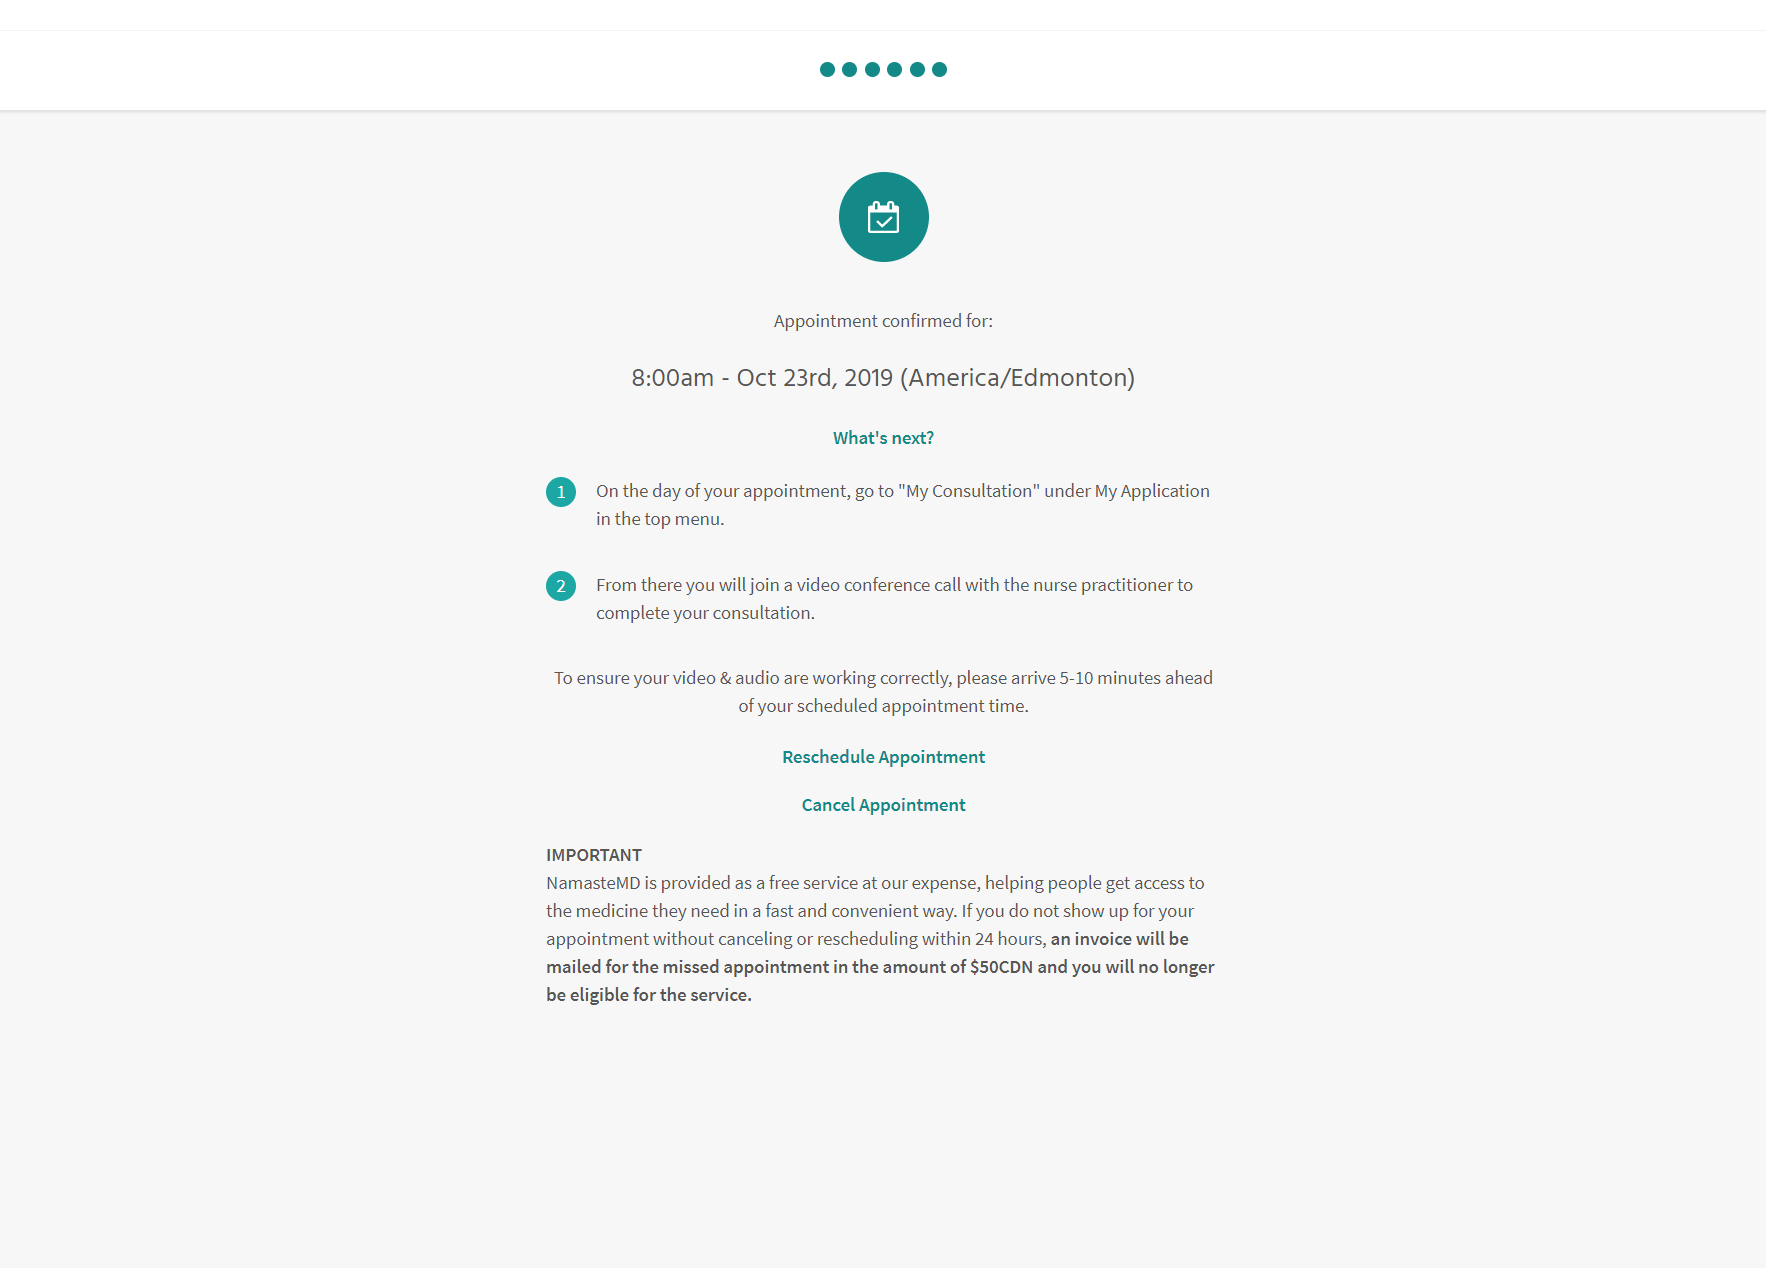 Appointment confirmed for:
8:00am - Oct 23rd, 2019 (America/Edmonton)
What's next?
1 On the day of your appointment, go to "My Consultation" under My Application
in the top menu.
2 From there you will join a video conference call with the nurse practitioner to
complete your consultation.
To ensure your video & audio are working correctly, please arrive 5-10 minutes ahead
of your scheduled appointment time.
Reschedule Appointment
Cancel Appointment
IMPORTANT
NamasteMD is provided as a free service at our expense, helping people get access to
the medicine they need in a fast and convenient way. If you do not show up for your
appointment without canceling or rescheduling within 24 hours, an invoice will be
mailed for the missed appointment in the amount of $50CDN and you will no longer
be eligible for the service.